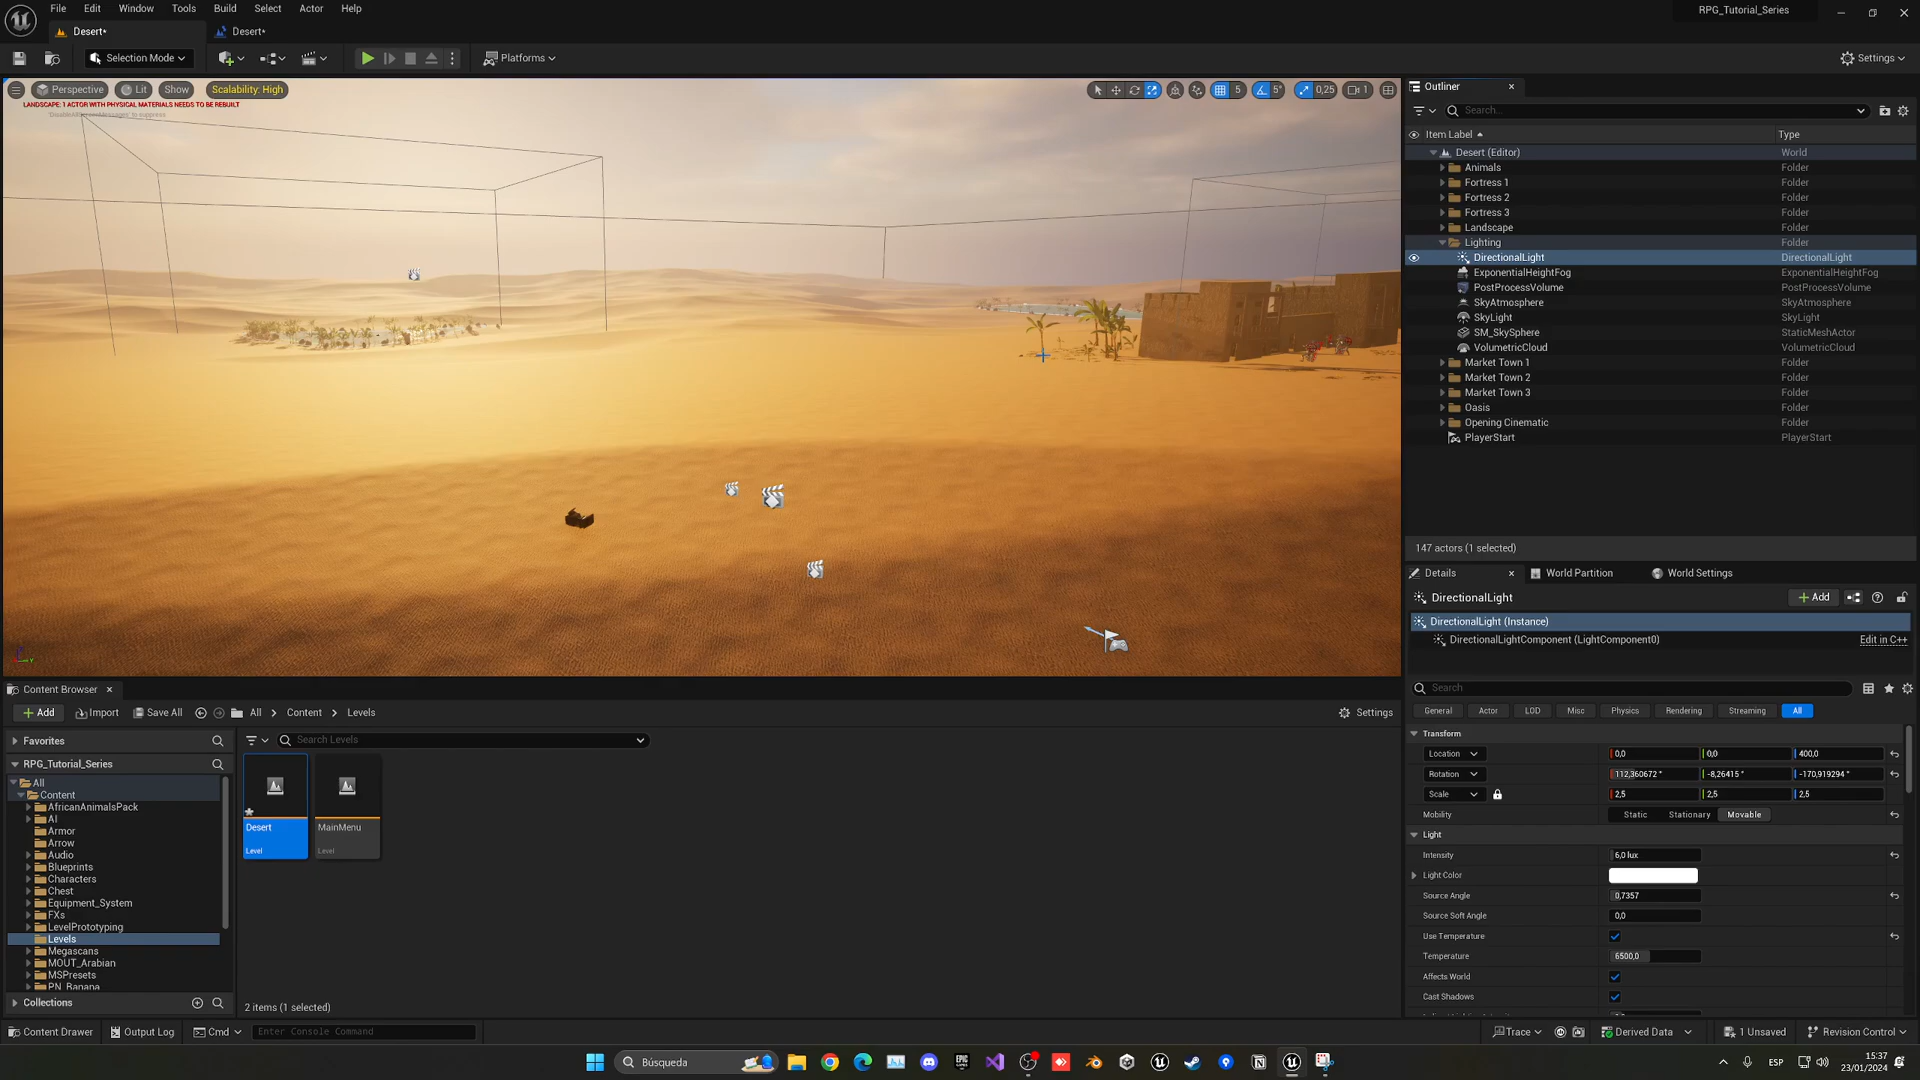 File Edit Window Tools Build Select Actor Help
RPG_Tutorial_Series
Desert*
Desert*
Selection Mode
Platforms
Settings
Perspective Lit Show Scalability: High
5 5° 0,25 1
LANDSCAPE: 1 ACTOR WITH PHYSICAL MATERIALS NEEDS TO BE REBUILT
'DisableAllScreenMessages' to suppress
Outliner
Search...
Item Label Type
Desert (Editor) World
Animals Folder
Fortress 1 Folder
Fortress 2 Folder
Fortress 3 Folder
Landscape Folder
Lighting Folder
DirectionalLight DirectionalLight
ExponentialHeightFog ExponentialHeightFog
PostProcessVolume PostProcessVolume
SkyAtmosphere SkyAtmosphere
SkyLight SkyLight
SM_SkySphere StaticMeshActor
VolumetricCloud VolumetricCloud
Market Town 1 Folder
Market Town 2 Folder
Market Town 3 Folder
Oasis Folder
Opening Cinematic Folder
PlayerStart PlayerStart
147 actors (1 selected)
Details World Partition World Settings
DirectionalLight
Add
DirectionalLight (Instance)
DirectionalLightComponent (LightComponent0) Edit in C++
Search
General Actor LOD Misc Physics Rendering Streaming All
Transform
Location 0,0 0,0 400,0
Rotation 112,360672 ° -8,26415 ° -170,919294 °
Scale 2,5 2,5 2,5
Mobility Static Stationary Movable
Light
Intensity 6,0 lux
Light Color
Source Angle 0,7357
Source Soft Angle 0,0
Use Temperature
Temperature 6500,0
Affects World
Cast Shadows
Content Browser
Add Import Save All All Content Levels Settings
Favorites
RPG_Tutorial_Series
All
Content
AfricanAnimalsPack
AI
Armor
Arrow
Audio
Blueprints
Characters
Chest
Equipment_System
FXs
LevelPrototyping
Levels
Megascans
MOUT_Arabian
MSPresets
PN_Banana
Collections
Search Levels
Desert
Level
MainMenu
Level
2 items (1 selected)
Content Drawer Output Log Cmd Enter Console Command
Trace Derived Data 1 Unsaved Revision Control
Búsqueda
ESP
15:37
23/01/2024